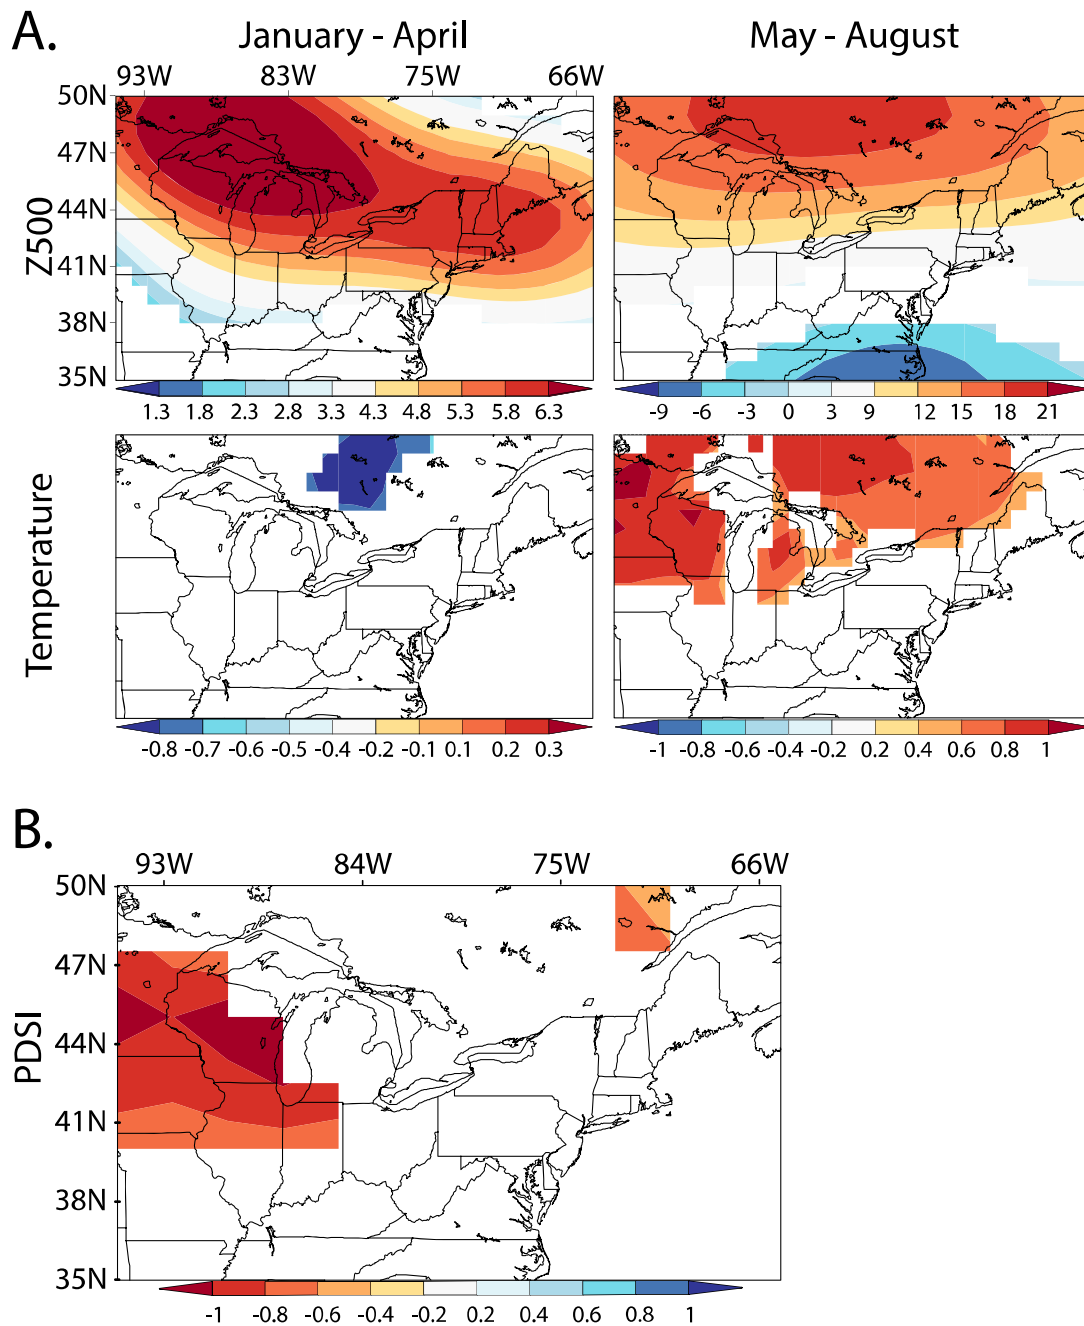 A.
January - April
May - August
93W 83W 75W 66W
Z500
50N
47N
44N
41N
38N
35N
1.3 1.8 2.3 2.8 3.3 4.3 4.8 5.3 5.8 6.3
-9 -6 -3 0 3 9 12 15 18 21
Temperature
-0.8 -0.7 -0.6 -0.5 -0.4 -0.2 0.1 0.2 0.3
-1 -0.8 -0.6 -0.4 -0.2 0.2 0.4 0.6 0.8 1
B.
93W 84W 75W 66W
PDSI
50N
47N
44N
41N
38N
35N
-1 -0.8 -0.6 -0.4 -0.2 0.2 0.4 0.6 0.8 1